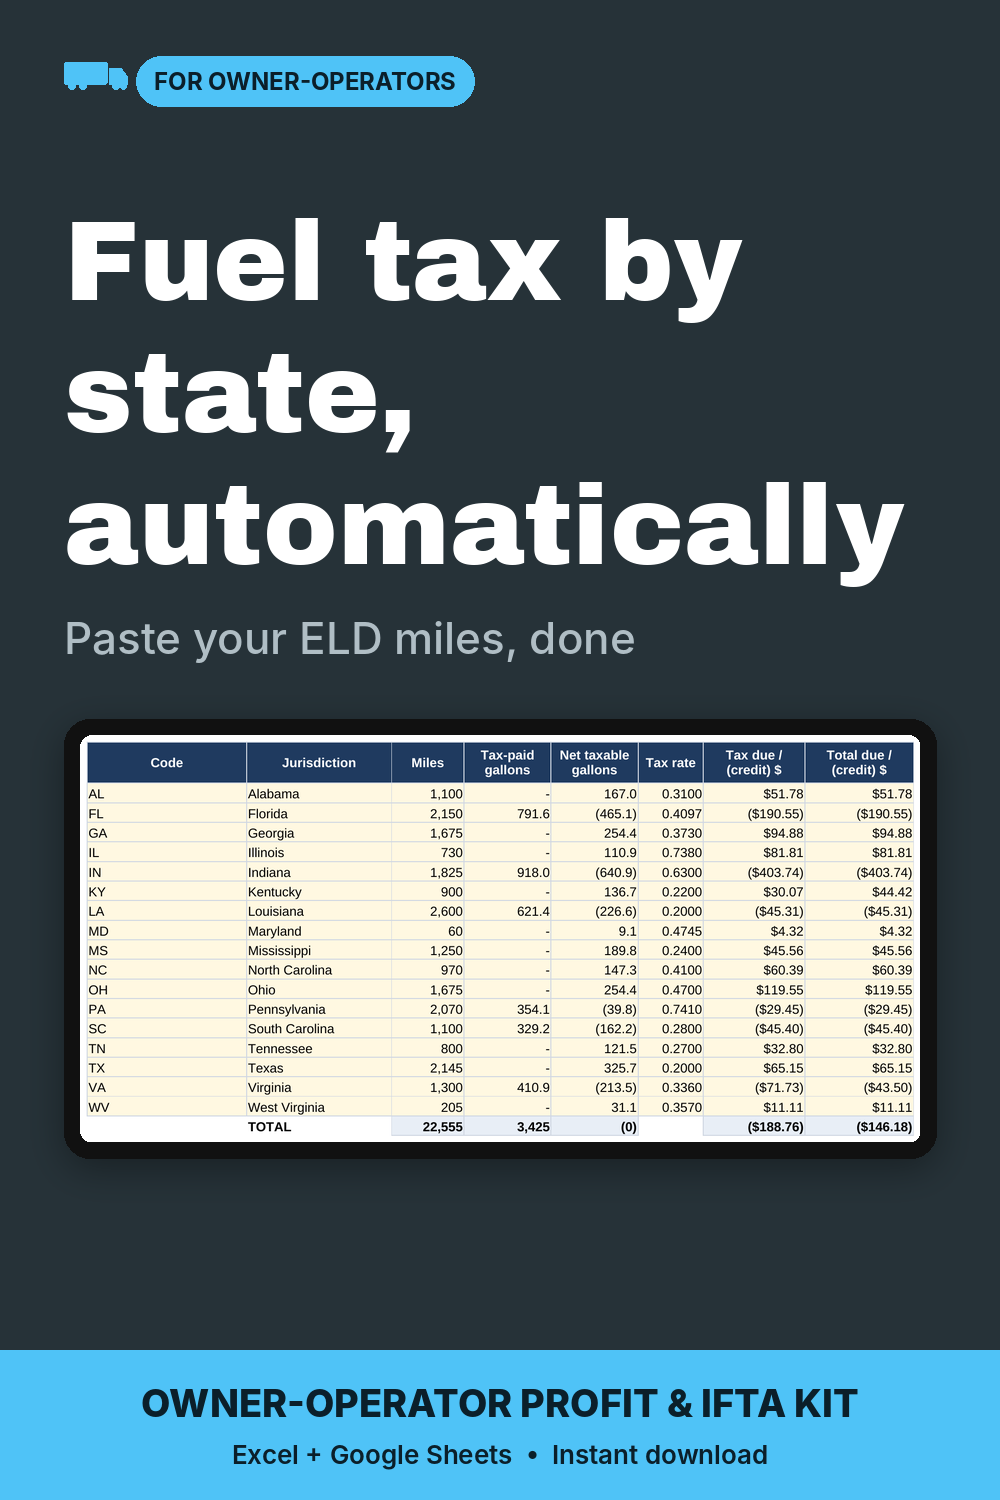 FOR OWNER-OPERATORS
Fuel tax by
state,
automatically
Paste your ELD miles, done
Code Jurisdiction Miles Tax-paid gallons Net taxable gallons Tax rate Tax due / (credit) $ Total due / (credit) $
AL Alabama 1,100 - 167.0 0.3100 $51.78 $51.78
FL Florida 2,150 791.6 (465.1) 0.4097 ($190.55) ($190.55)
GA Georgia 1,675 - 254.4 0.3730 $94.88 $94.88
IL Illinois 730 - 110.9 0.7380 $81.81 $81.81
IN Indiana 1,825 918.0 (640.9) 0.6300 ($403.74) ($403.74)
KY Kentucky 900 - 136.7 0.2200 $30.07 $44.42
LA Louisiana 2,600 621.4 (226.6) 0.2000 ($45.31) ($45.31)
MD Maryland 60 - 9.1 0.4745 $4.32 $4.32
MS Mississippi 1,250 - 189.8 0.2400 $45.56 $45.56
NC North Carolina 970 - 147.3 0.4100 $60.39 $60.39
OH Ohio 1,675 - 254.4 0.4700 $119.55 $119.55
PA Pennsylvania 2,070 354.1 (39.8) 0.7410 ($29.45) ($29.45)
SC South Carolina 1,100 329.2 (162.2) 0.2800 ($45.40) ($45.40)
TN Tennessee 800 - 121.5 0.2700 $32.80 $32.80
TX Texas 2,145 - 325.7 0.2000 $65.15 $65.15
VA Virginia 1,300 410.9 (213.5) 0.3360 ($71.73) ($43.50)
WV West Virginia 205 - 31.1 0.3570 $11.11 $11.11
TOTAL 22,555 3,425 (0) ($188.76) ($146.18)
OWNER-OPERATOR PROFIT & IFTA KIT
Excel + Google Sheets • Instant download